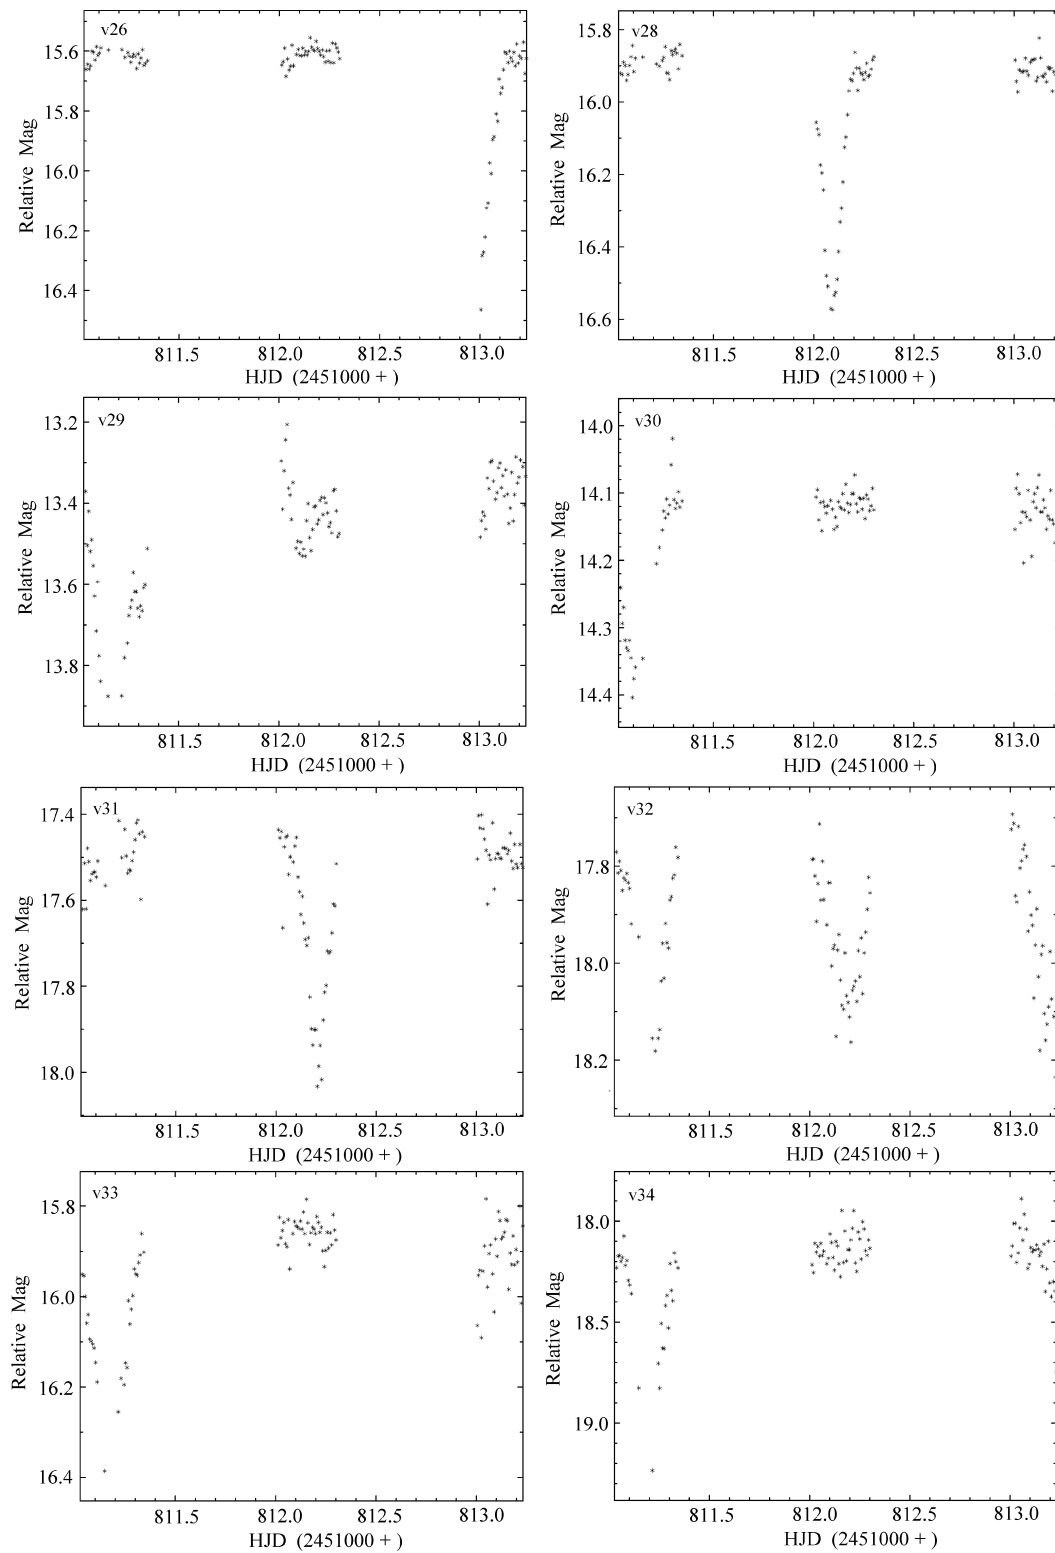 v26
15.6
15.8
16.0
16.2
16.4
Relative Mag
811.5 812.0 812.5 813.0
HJD (2451000 + )
v28
15.8
16.0
16.2
16.4
16.6
Relative Mag
811.5 812.0 812.5 813.0
HJD (2451000 + )
v29
13.2
13.4
13.6
13.8
Relative Mag
811.5 812.0 812.5 813.0
HJD (2451000 + )
v30
14.0
14.1
14.2
14.3
14.4
Relative Mag
811.5 812.0 812.5 813.0
HJD (2451000 + )
v31
17.4
17.6
17.8
18.0
Relative Mag
811.5 812.0 812.5 813.0
HJD (2451000 + )
v32
17.8
18.0
18.2
Relative Mag
811.5 812.0 812.5 813.0
HJD (2451000 + )
v33
15.8
16.0
16.2
16.4
Relative Mag
811.5 812.0 812.5 813.0
HJD (2451000 + )
v34
18.0
18.5
19.0
Relative Mag
811.5 812.0 812.5 813.0
HJD (2451000 + )